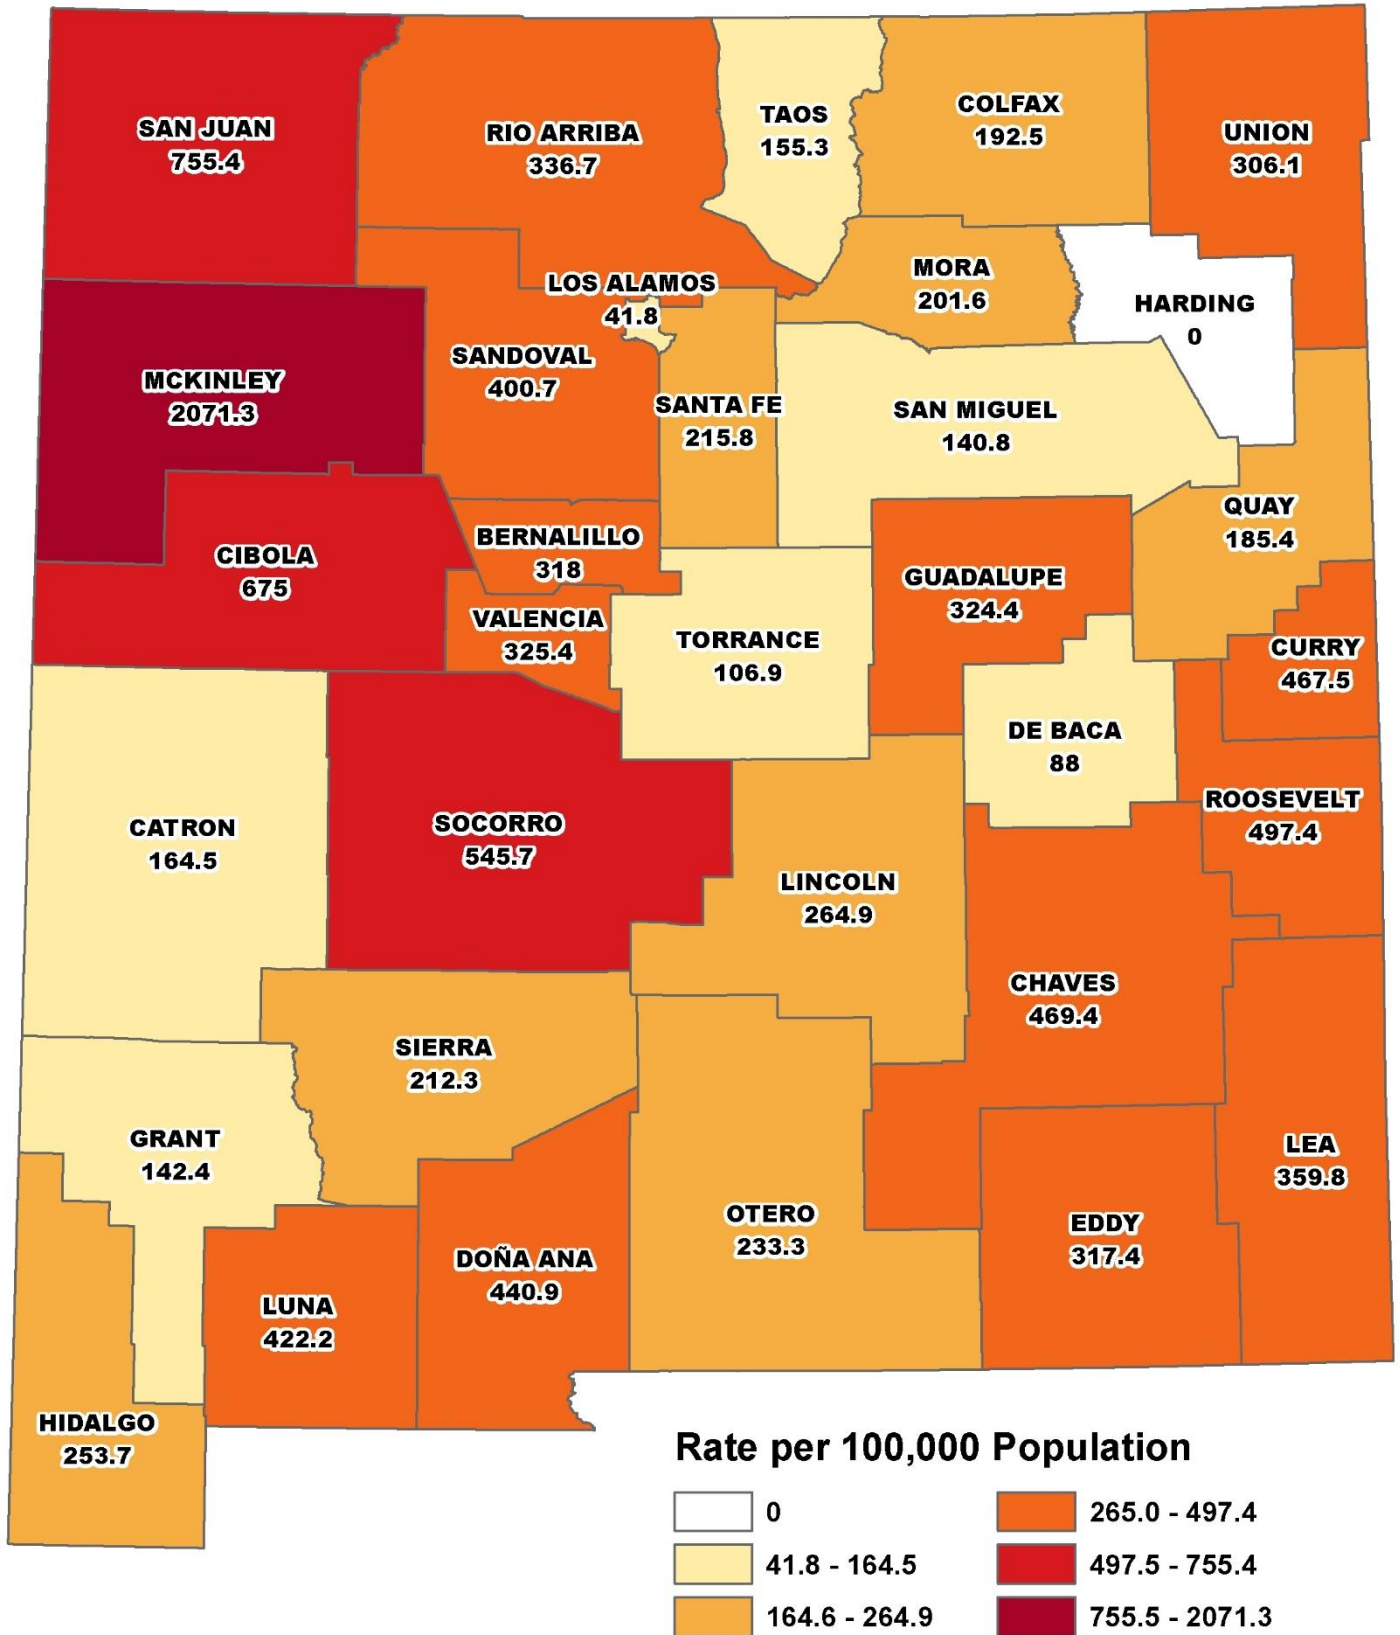 TAOS
155.3
COLFAX
192.5
SAN JUAN
755.4
RIO ARRIBA
336.7
UNION
306.1
LOS ALAMOS
41.8
MORA
201.6
HARDING
0
MCKINLEY
2071.3
SANDOVAL
400.7
SANTA FE
215.8
SAN MIGUEL
140.8
QUAY
185.4
CIBOLA
675
BERNALILLO
318
GUADALUPE
324.4
VALENCIA
325.4
TORRANCE
106.9
CURRY
467.5
DE BACA
88
ROOSEVELT
497.4
CATRON
164.5
SOCORRO
545.7
LINCOLN
264.9
CHAVES
469.4
SIERRA
212.3
GRANT
142.4
LEA
359.8
OTERO
233.3
EDDY
317.4
DOÑA ANA
440.9
LUNA
422.2
HIDALGO
253.7
Rate per 100,000 Population
0
41.8 - 164.5
164.6 - 264.9
265.0 - 497.4
497.5 - 755.4
755.5 - 2071.3